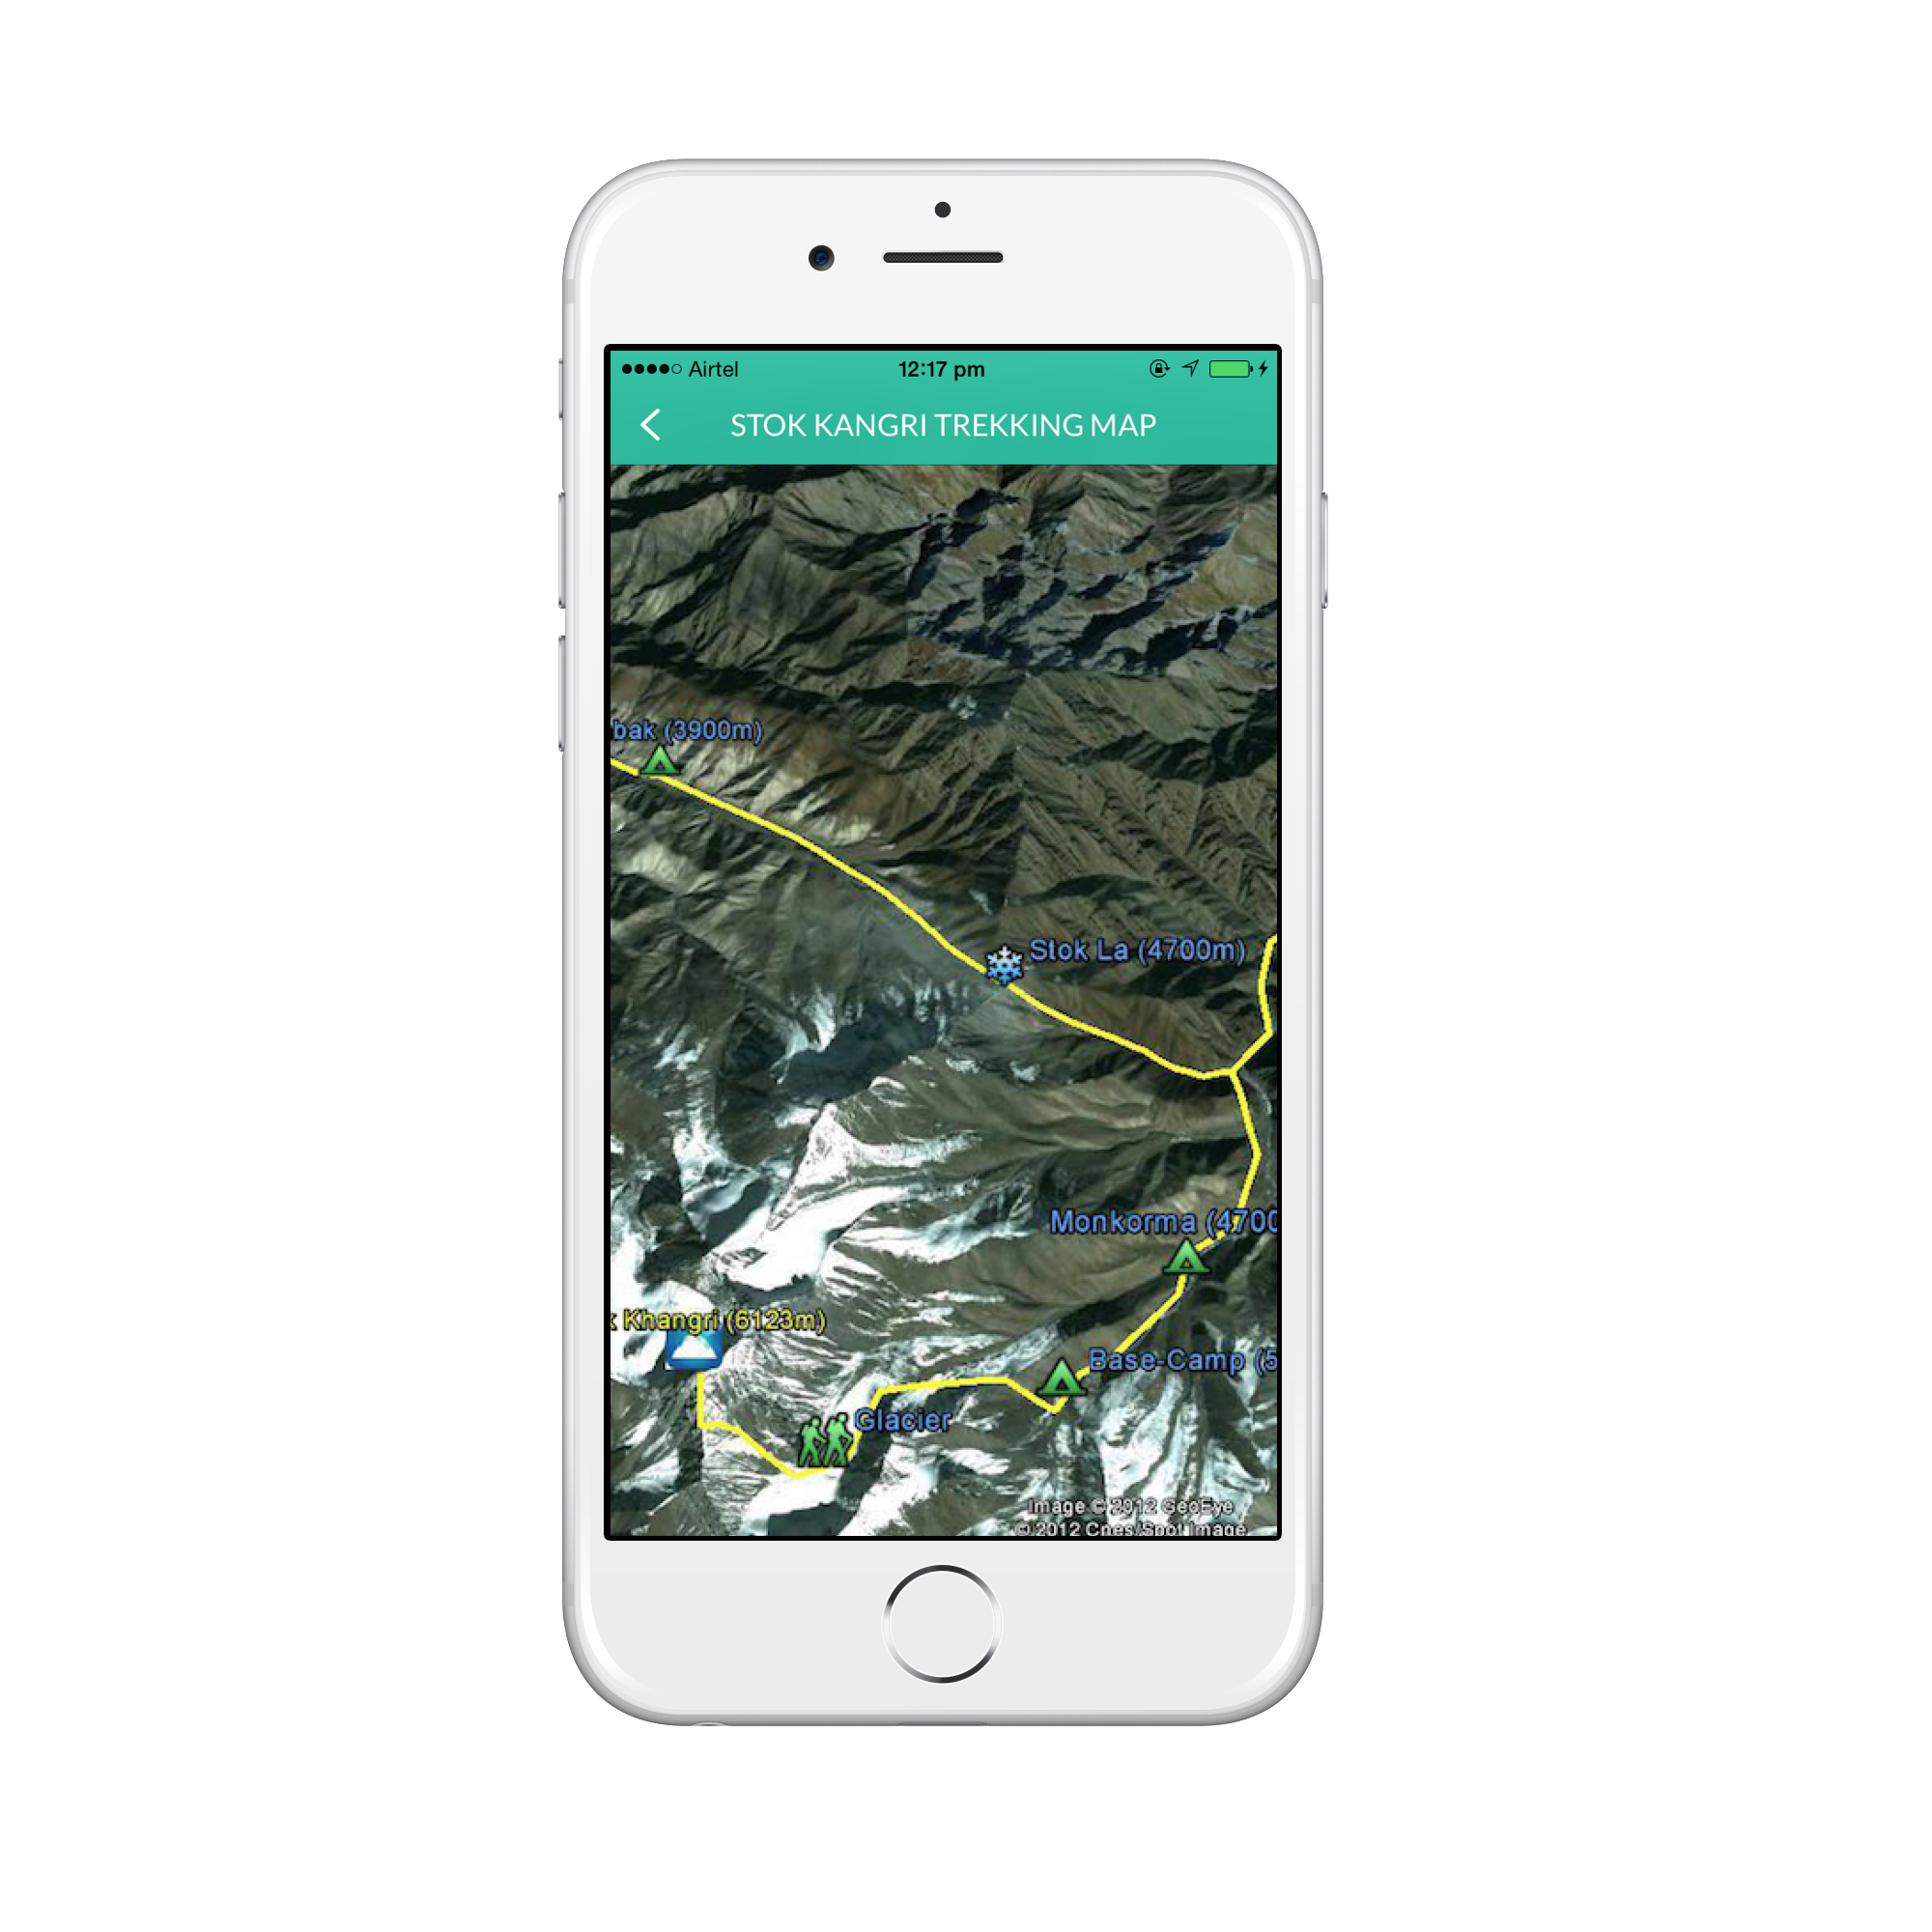 Airtel 12:17 pm
STOK KANGRI TREKKING MAP
bak (3900m)
Stok La (4700m)
Monkorma (4700
Khangri (6123m)
Base-Camp (5
Glacier
Image © 2012 GeoEye
© 2012 Cnes/Spot Image